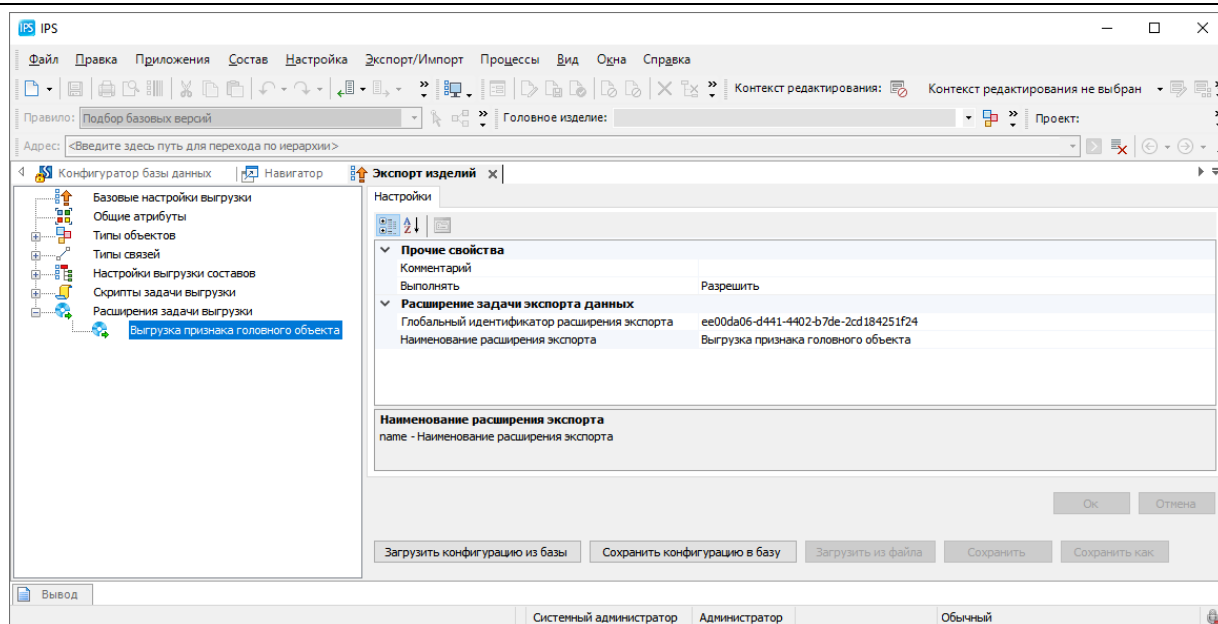 IPS IPS
Файл Правка Приложения Состав Настройка Экспорт/Импорт Процессы Вид Окна Справка
Контекст редактирования: Контекст редактирования не выбран
Правило: Подбор базовых версий Головное изделие: Проект:
Адрес: <Введите здесь путь для перехода по иерархии>
Конфигуратор базы данных Навигатор Экспорт изделий
Базовые настройки выгрузки
Общие атрибуты
Типы объектов
Типы связей
Настройки выгрузки составов
Скрипты задачи выгрузки
Расширения задачи выгрузки
Выгрузка признака головного объекта
Настройки
Прочие свойства
Комментарий
Выполнять Разрешить
Расширение задачи экспорта данных
Глобальный идентификатор расширения экспорта ee00da06-d441-4402-b7de-2cd184251f24
Наименование расширения экспорта Выгрузка признака головного объекта
Наименование расширения экспорта
name - Наименование расширения экспорта
Ок Отмена
Загрузить конфигурацию из базы Сохранить конфигурацию в базу Загрузить из файла Сохранить Сохранить как
Вывод
Системный администратор Администратор Обычный